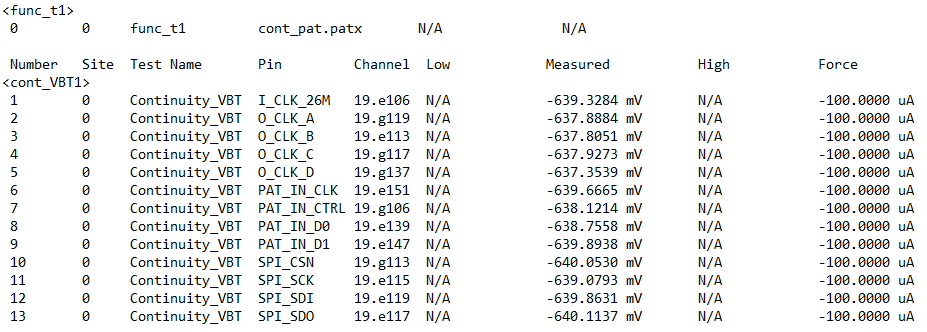 <func_t1>
0 0 func_t1 cont_pat.patx N/A N/A
Number Site Test Name Pin Channel Low Measured High Force
<cont_VBT1>
1 0 Continuity_VBT I_CLK_26M 19.e106 N/A -639.3284 mV N/A -100.0000 uA
2 0 Continuity_VBT O_CLK_A 19.g119 N/A -637.8884 mV N/A -100.0000 uA
3 0 Continuity_VBT O_CLK_B 19.e113 N/A -637.8051 mV N/A -100.0000 uA
4 0 Continuity_VBT O_CLK_C 19.g117 N/A -637.9273 mV N/A -100.0000 uA
5 0 Continuity_VBT O_CLK_D 19.g137 N/A -637.3539 mV N/A -100.0000 uA
6 0 Continuity_VBT PAT_IN_CLK 19.e151 N/A -639.6665 mV N/A -100.0000 uA
7 0 Continuity_VBT PAT_IN_CTRL 19.g106 N/A -638.1214 mV N/A -100.0000 uA
8 0 Continuity_VBT PAT_IN_D0 19.e139 N/A -638.7558 mV N/A -100.0000 uA
9 0 Continuity_VBT PAT_IN_D1 19.e147 N/A -639.8938 mV N/A -100.0000 uA
10 0 Continuity_VBT SPI_CSN 19.g113 N/A -640.0530 mV N/A -100.0000 uA
11 0 Continuity_VBT SPI_SCK 19.e115 N/A -639.0793 mV N/A -100.0000 uA
12 0 Continuity_VBT SPI_SDI 19.e119 N/A -639.8631 mV N/A -100.0000 uA
13 0 Continuity_VBT SPI_SDO 19.e117 N/A -640.1137 mV N/A -100.0000 uA